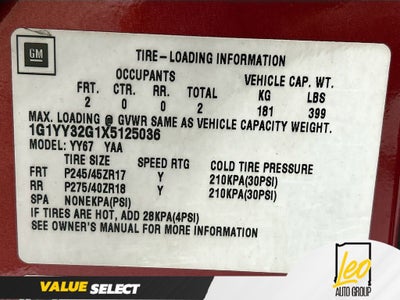 GM
TIRE-LOADING INFORMATION
OCCUPANTS VEHICLE CAP. WT.
FRT. CTR. RR. TOTAL KG LBS
2 0 0 2 181 399
MAX. LOADING @ GVWR SAME AS VEHICLE CAPACITY WEIGHT.
1G1YY32G1X5125036
MODEL: YY67 YAA
TIRE SIZE SPEED RTG COLD TIRE PRESSURE
FRT P245/45ZR17 Y 210KPA(30PSI)
RR P275/40ZR18 Y 210KPA(30PSI)
SPA NONEKPA(PSI)
IF TIRES ARE HOT, ADD 28KPA(4PSI)
SEE OWNER'S MANUAL FOR MORE INFORMATION
VALUE SELECT
Leo
AUTO GROUP